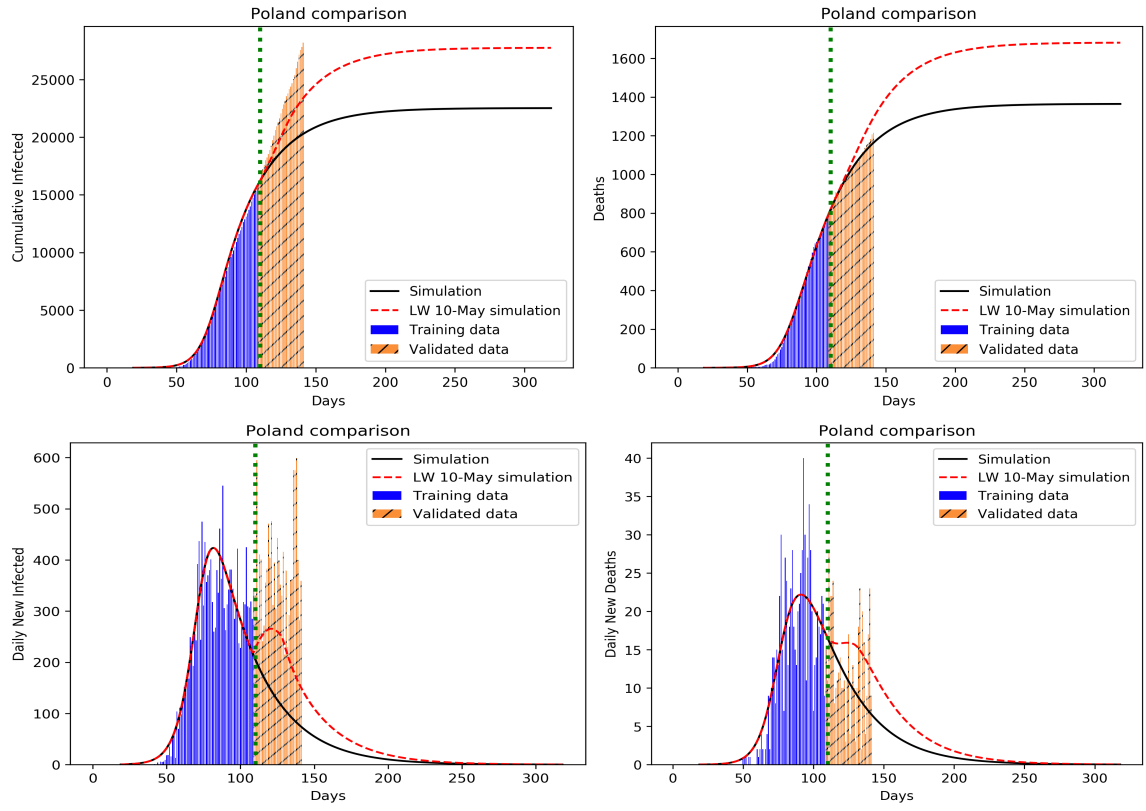 Poland comparison
Cumulative Infected
25000
20000
15000
10000
5000
0
Simulation
LW 10-May simulation
Training data
Validated data
0 50 100 150 200 250 300
Days
Poland comparison
Deaths
1600
1400
1200
1000
800
600
400
200
0
Simulation
LW 10-May simulation
Training data
Validated data
0 50 100 150 200 250 300
Days
Poland comparison
Daily New Infected
600
500
400
300
200
100
0
Simulation
LW 10-May simulation
Training data
Validated data
0 50 100 150 200 250 300
Days
Poland comparison
Daily New Deaths
40
35
30
25
20
15
10
5
0
Simulation
LW 10-May simulation
Training data
Validated data
0 50 100 150 200 250 300
Days